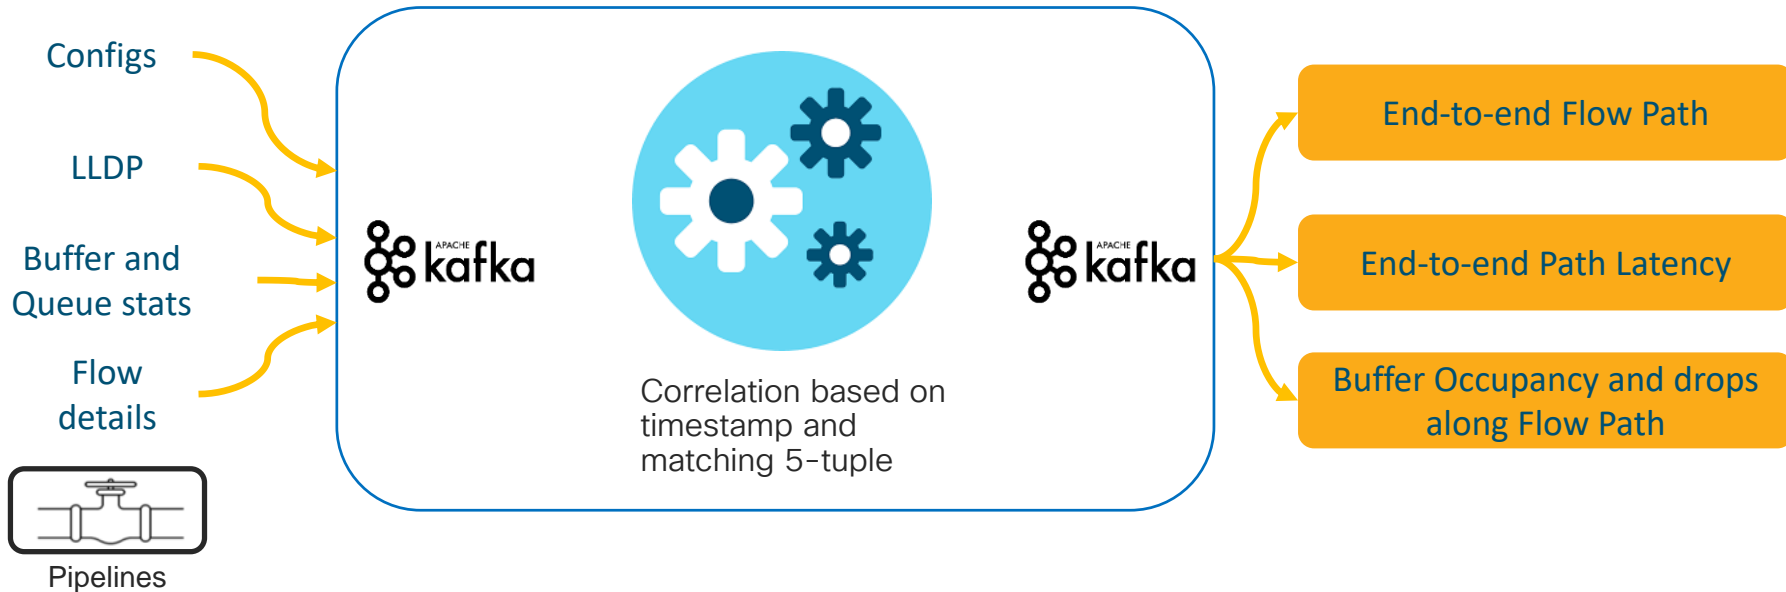 Configs
LLDP
Buffer and
Queue stats
Flow
details
Pipelines
APACHE
kafka
Correlation based on
timestamp and
matching 5-tuple
APACHE
kafka
End-to-end Flow Path
End-to-end Path Latency
Buffer Occupancy and drops
along Flow Path